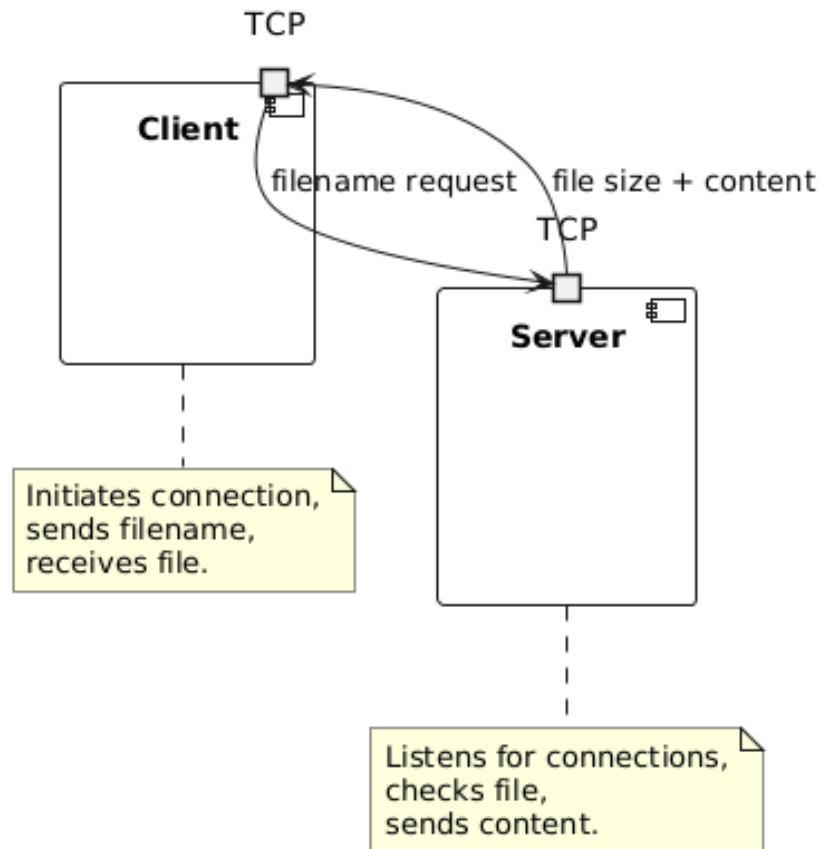 TCP
Client
filename request
file size + content
TCP
Server
Initiates connection,
sends filename,
receives file.
Listens for connections,
checks file,
sends content.